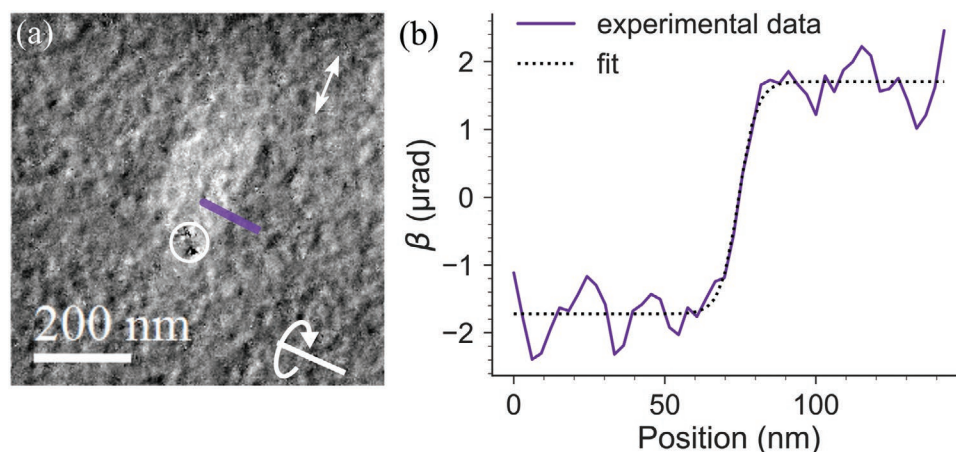 (a)
200 nm
(b)
experimental data
fit
2
1
0
−1
−2
β (μrad)
0
50
100
Position (nm)